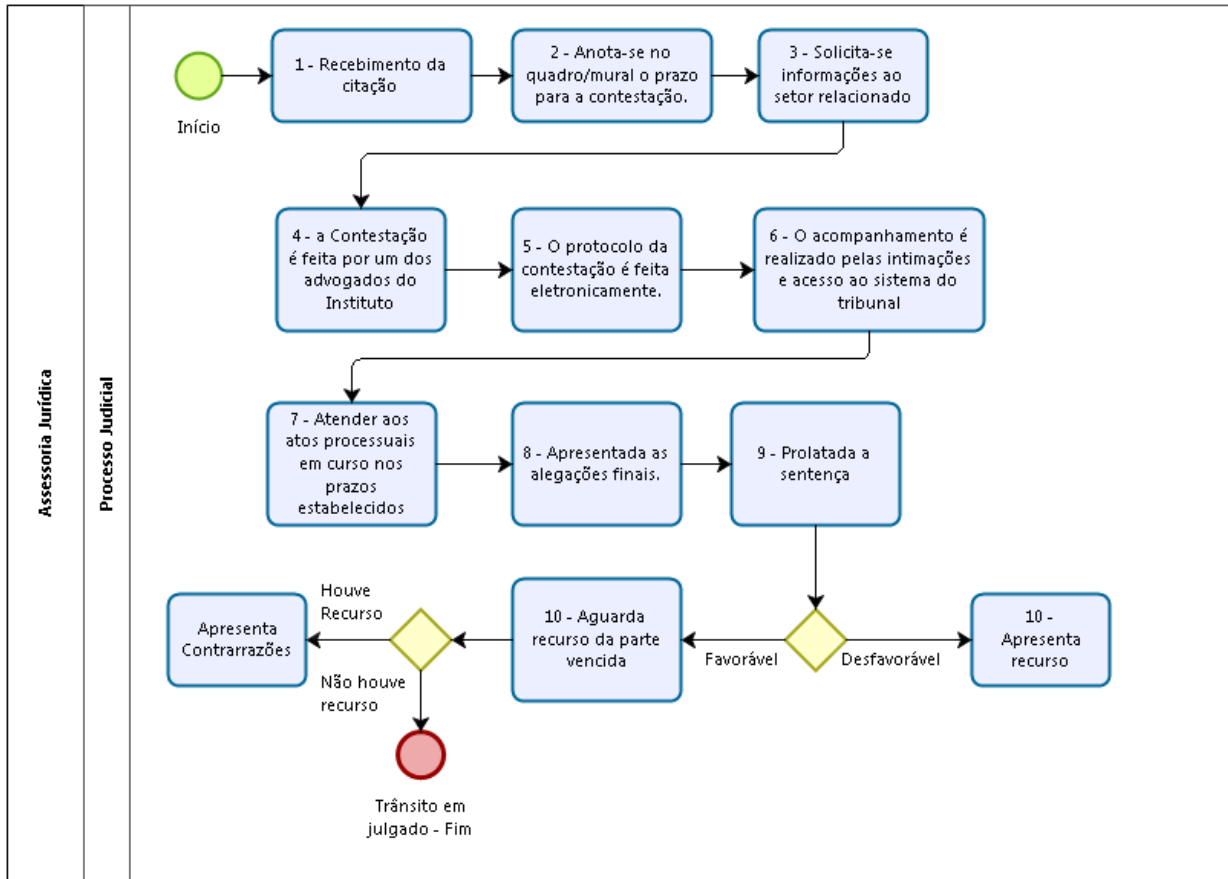 Assessoria Jurídica
Processo Judicial
Início
1 - Recebimento da
citação
2 - Anota-se no
quadro/mural o prazo
para a contestação.
3 - Solicita-se
informações ao
setor relacionado
4 - a Contestação
é feita por um dos
advogados do
Instituto
5 - O protocolo da
contestação é feita
eletronicamente.
6 - O acompanhamento é
realizado pelas intimações
e acesso ao sistema do
tribunal
7 - Atender aos
atos processuais
em curso nos
prazos
estabelecidos
8 - Apresentada as
alegações finais.
9 - Prolatada a
sentença
Favorável
Desfavorável
10 -
Apresenta
recurso
10 - Aguarda
recurso da parte
vencida
Houve
Recurso
Apresenta
Contrarrazões
Não houve
recurso
Trânsito em
julgado - Fim